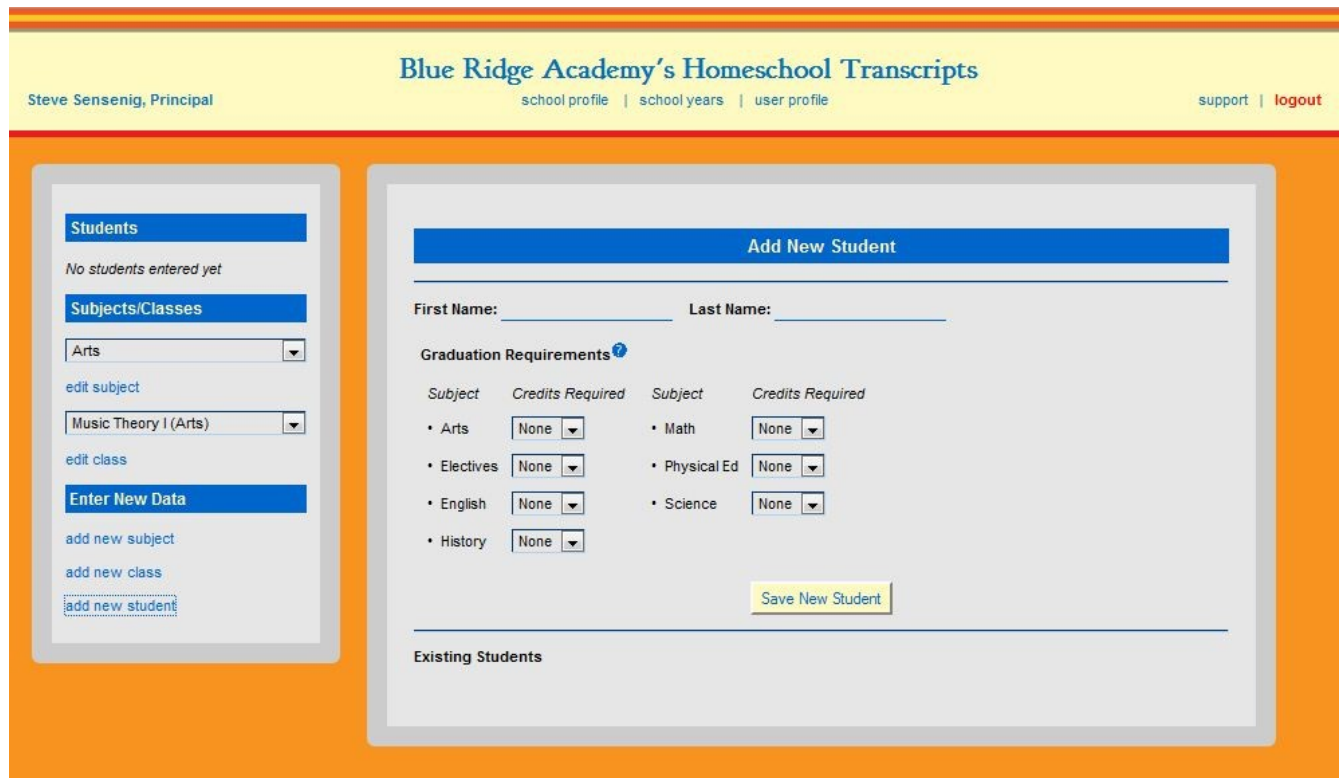 Blue Ridge Academy's Homeschool Transcripts
Steve Sensenig, Principal
school profile | school years | user profile
support | logout
Students
No students entered yet
Subjects/Classes
Arts
edit subject
Music Theory I (Arts)
edit class
Enter New Data
add new subject
add new class
add new student
Add New Student
First Name: Last Name:
Graduation Requirements?
Subject Credits Required Subject Credits Required
• Arts None • Math None
• Electives None • Physical Ed None
• English None • Science None
• History None
Save New Student
Existing Students